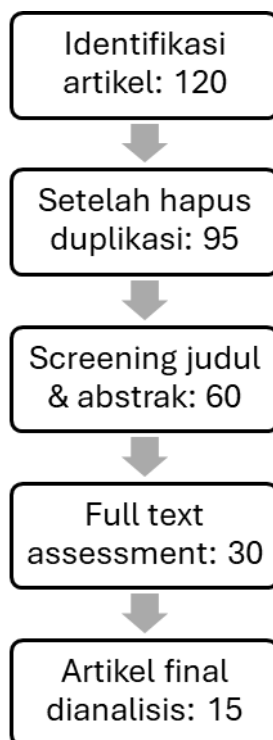 Identifikasi
artikel: 120
Setelah hapus
duplikasi: 95
Screening judul
& abstrak: 60
Full text
assessment: 30
Artikel final
dianalisis: 15